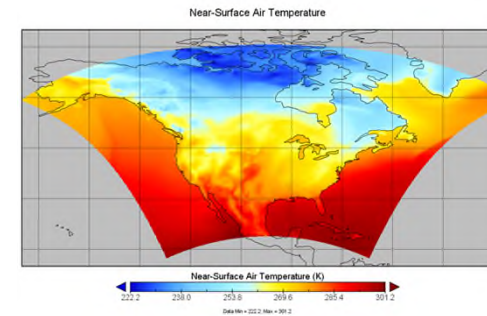 Near-Surface Air Temperature
Near-Surface Air Temperature (K)
222.2 238.0 253.8 269.6 285.4 301.2
Data Min = 222.2, Max = 301.2